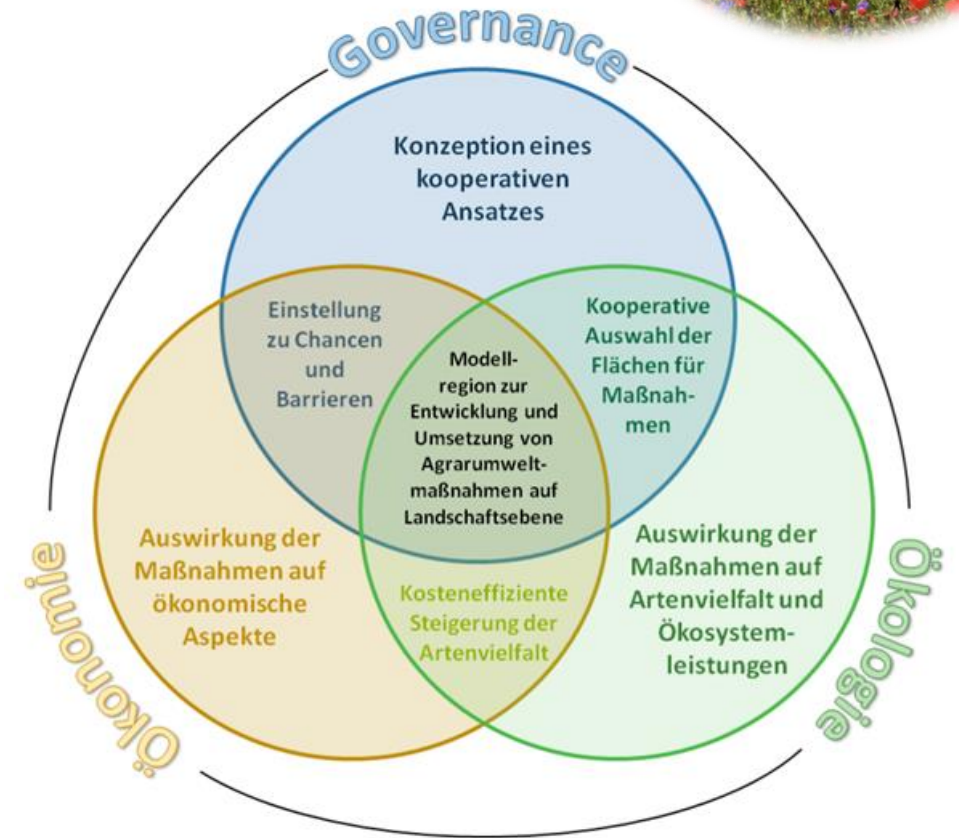 Governance
Konzeption eines
kooperativen
Ansatzes
Einstellung
zu Chancen
und
Barrieren
Modell-
region zur
Entwicklung und
Umsetzung von
Agrarumwelt-
maßnahmen auf
Landschaftsebene
Kooperative
Auswahl der
Flächen für
Maßnah-
men
Auswirkung der
Maßnahmen auf
ökonomische
Aspekte
Kosteneffiziente
Steigerung der
Artenvielfalt
Auswirkung der
Maßnahmen auf
Artenvielfalt und
Ökosystem-
leistungen
Ökonomie
Ökologie